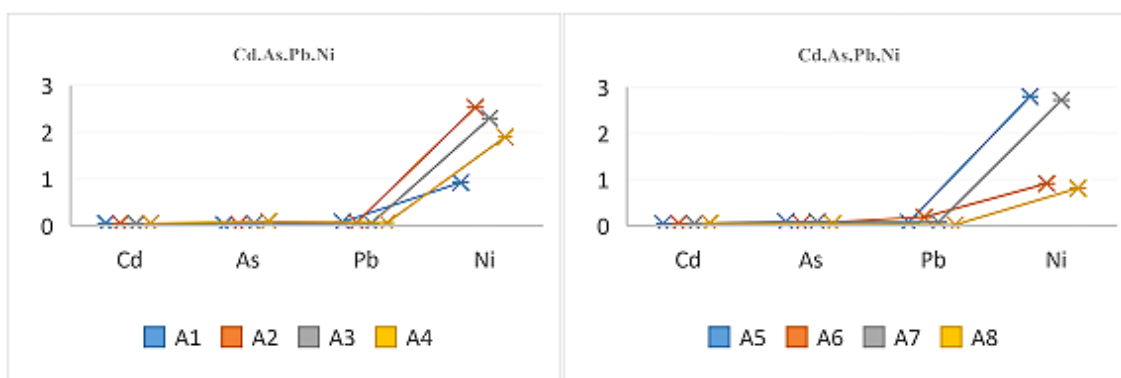 Cd.As.Pb.Ni
3
2
1
0
Cd As Pb Ni
A1 A2 A3 A4
Cd.As.Pb.Ni
3
2
1
0
Cd As Pb Ni
A5 A6 A7 A8